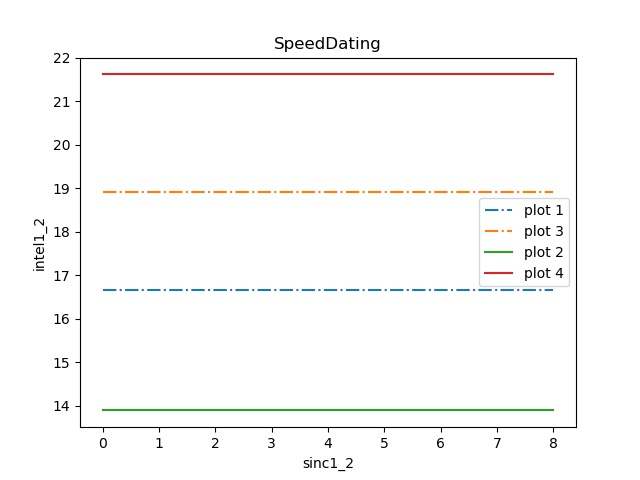 SpeedDating
22
21
20
19
18
17
16
15
14
intel1_2
plot 1
plot 3
plot 2
plot 4
0 1 2 3 4 5 6 7 8
sinc1_2